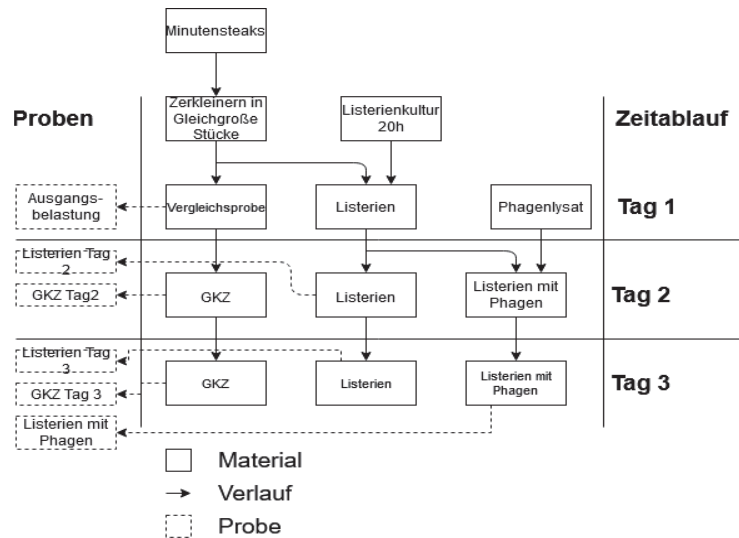 Minutensteaks
Proben
Zerkleinern in
Gleichgroße
Stücke
Listerienkultur
20h
Zeitablauf
Ausgangs-
belastung
Vergleichsprobe
Listerien
Phagenlysat
Tag 1
Listerien Tag
2
GKZ Tag2
GKZ
Listerien
Listerien mit
Phagen
Tag 2
Listerien Tag
3
GKZ Tag 3
GKZ
Listerien
Listerien mit
Phagen
Tag 3
Listerien mit
Phagen
Material
Verlauf
Probe